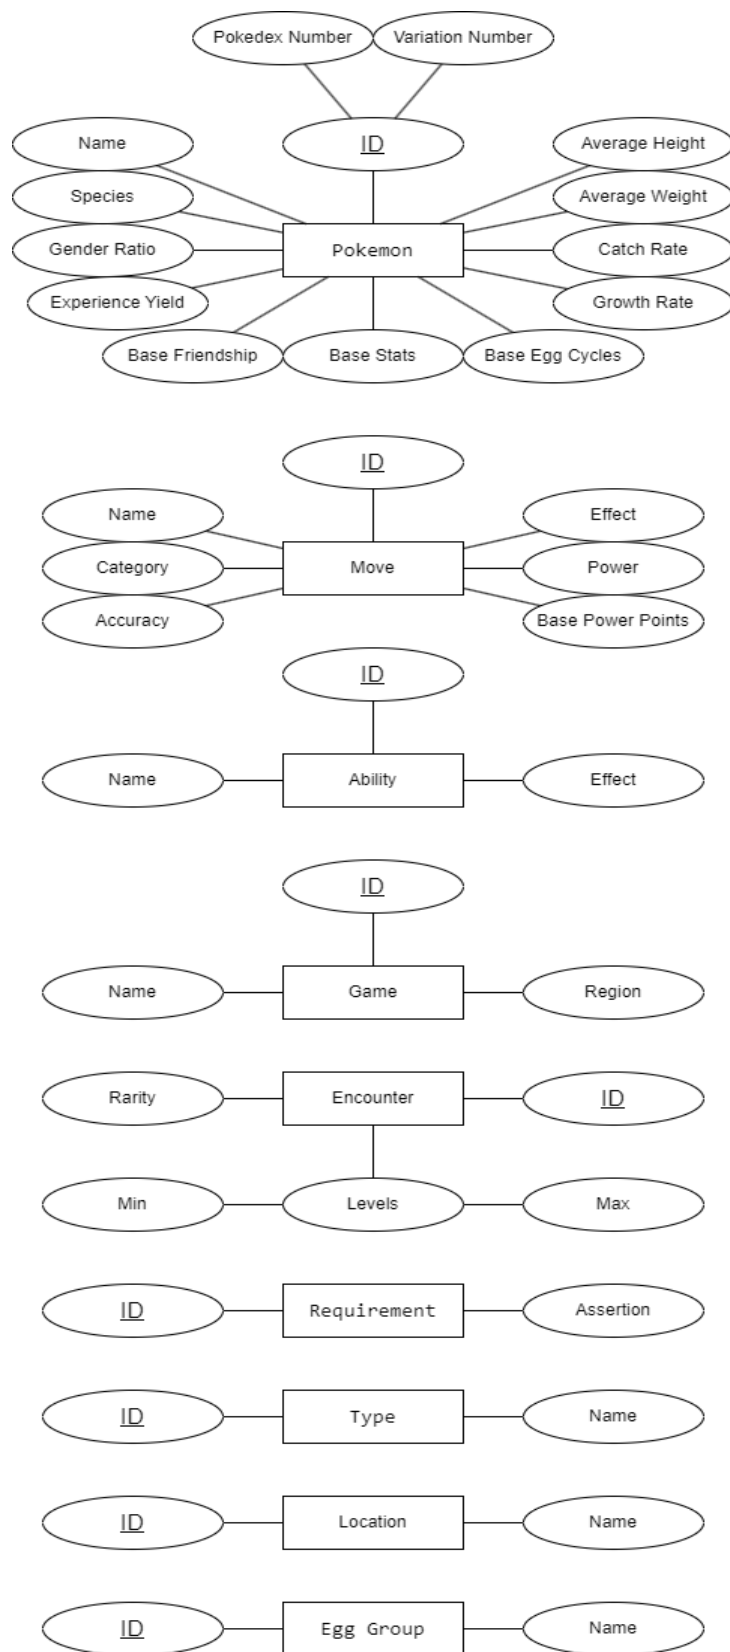 Pokedex Number Variation Number
Name ID Average Height
Species Average Weight
Gender Ratio Pokemon Catch Rate
Experience Yield Growth Rate
Base Friendship Base Stats Base Egg Cycles
ID
Name Effect
Category Move Power
Accuracy Base Power Points
ID
Name Ability Effect
ID
Name Game Region
Rarity Encounter ID
Min Levels Max
ID Requirement Assertion
ID Type Name
ID Location Name
ID Egg Group Name